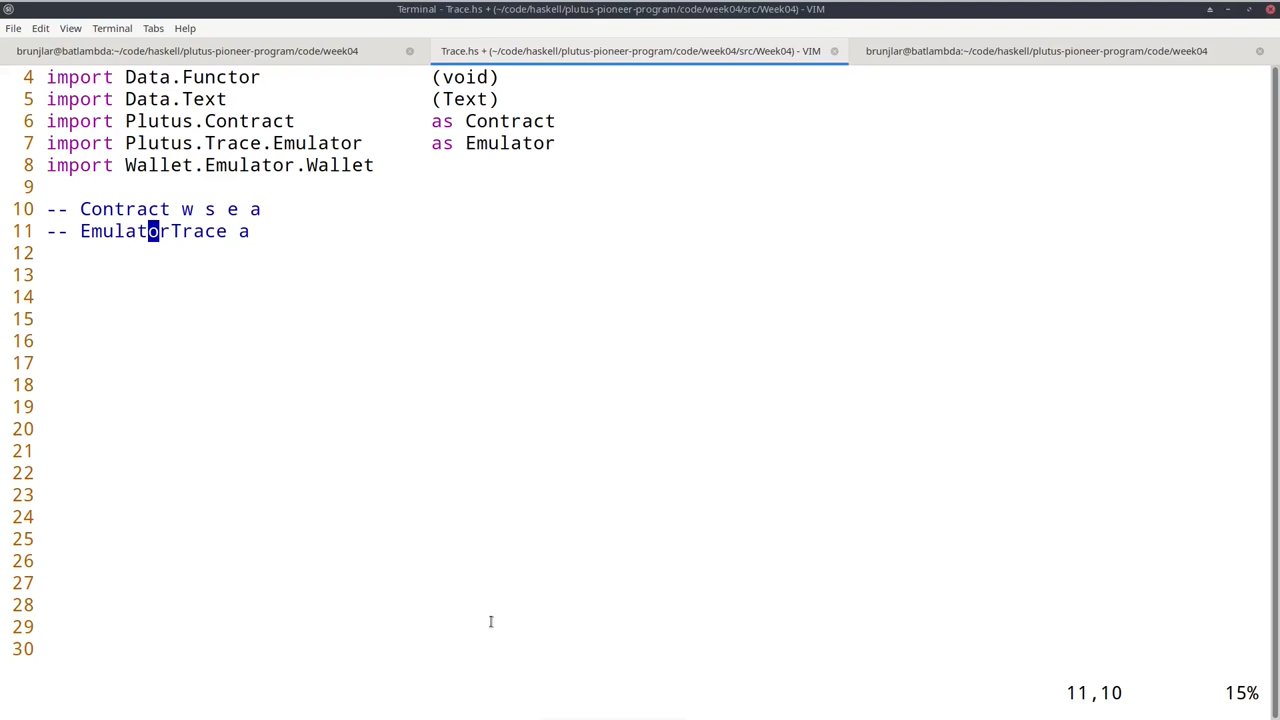 Terminal - Trace.hs + (~/code/haskell/plutus-pioneer-program/code/week04/src/Week04) - VIM
File Edit View Terminal Tabs Help
brunjlar@batlambda:~/code/haskell/plutus-pioneer-program/code/week04 Trace.hs + (~/code/haskell/plutus-pioneer-program/code/week04/src/Week04) - VIM brunjlar@batlambda:~/code/haskell/plutus-pioneer-program/code/week04
4 import Data.Functor (void)
5 import Data.Text (Text)
6 import Plutus.Contract as Contract
7 import Plutus.Trace.Emulator as Emulator
8 import Wallet.Emulator.Wallet
9
10 -- Contract w s e a
11 -- EmulatorTrace a
12
13
14
15
16
17
18
19
20
21
22
23
24
25
26
27
28
29
30
11,10 15%